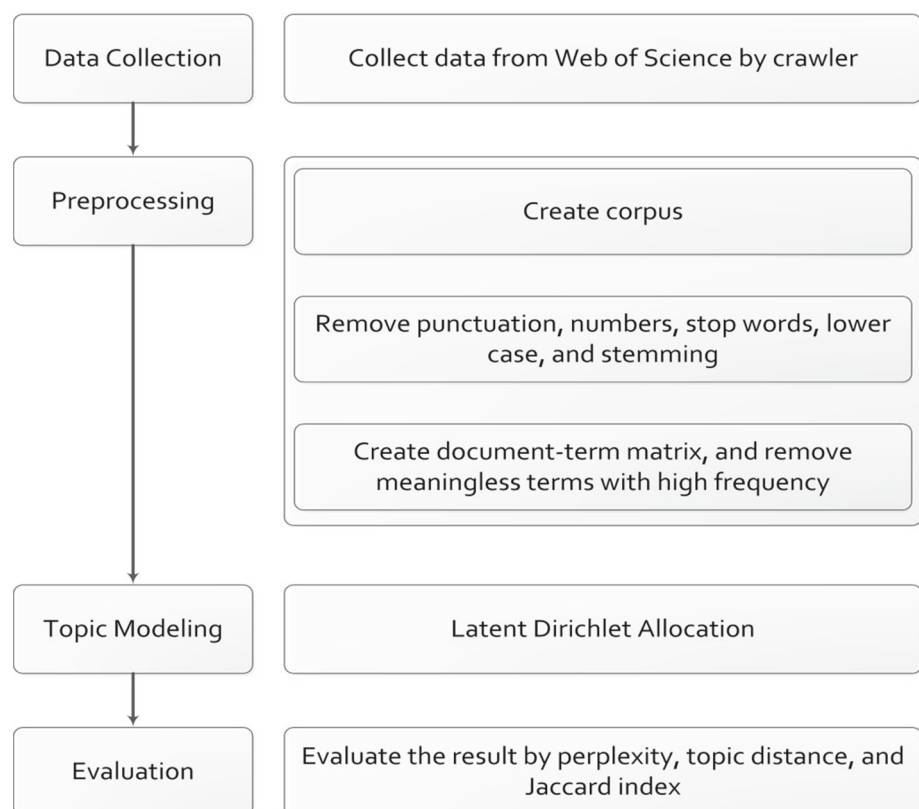 Data Collection
Collect data from Web of Science by crawler
Preprocessing
Create corpus
Remove punctuation, numbers, stop words, lower
case, and stemming
Create document-term matrix, and remove
meaningless terms with high frequency
Topic Modeling
Latent Dirichlet Allocation
Evaluation
Evaluate the result by perplexity, topic distance, and
Jaccard index